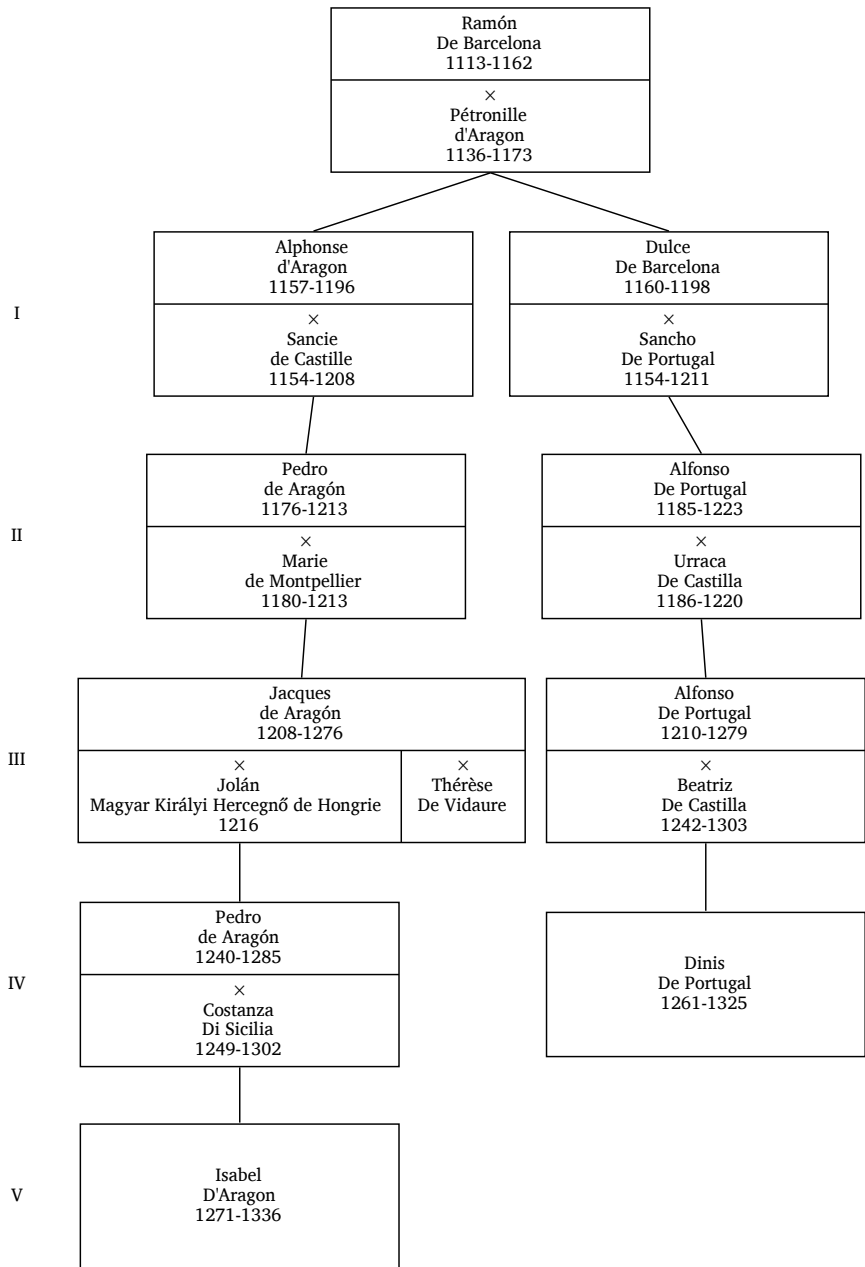 Ramón
De Barcelona
1113-1162
×
Pétronille
d'Aragon
1136-1173
I
Alphonse
d'Aragon
1157-1196
×
Sancie
de Castille
1154-1208
Dulce
De Barcelona
1160-1198
×
Sancho
De Portugal
1154-1211
II
Pedro
de Aragón
1176-1213
×
Marie
de Montpellier
1180-1213
Alfonso
De Portugal
1185-1223
×
Urraca
De Castilla
1186-1220
III
Jacques
de Aragón
1208-1276
×
Jolán
Magyar Királyi Hercegnő de Hongrie
1216
×
Thérèse
De Vidaure
Alfonso
De Portugal
1210-1279
×
Beatriz
De Castilla
1242-1303
IV
Pedro
de Aragón
1240-1285
×
Costanza
Di Sicilia
1249-1302
Dinis
De Portugal
1261-1325
V
Isabel
D'Aragon
1271-1336